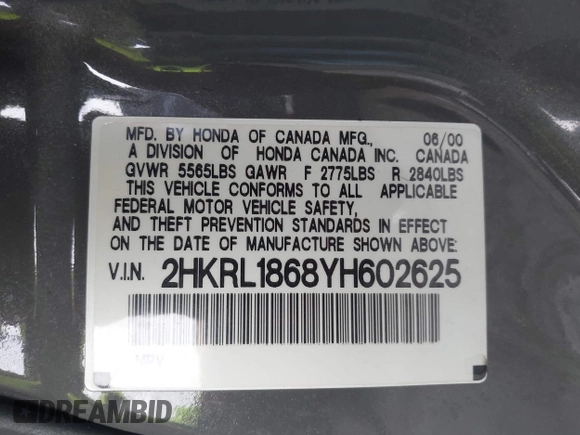 MFD. BY HONDA OF CANADA MFG., 06/00
A DIVISION OF HONDA CANADA INC. CANADA
GVWR 5565LBS GAWR F 2775LBS R 2840LBS
THIS VEHICLE CONFORMS TO ALL APPLICABLE
FEDERAL MOTOR VEHICLE SAFETY,
AND THEFT PREVENTION STANDARDS IN EFFECT
ON THE DATE OF MANUFACTURE SHOWN ABOVE.
V.I.N. 2HKRL1868YH602625
MPV
DREAMBID